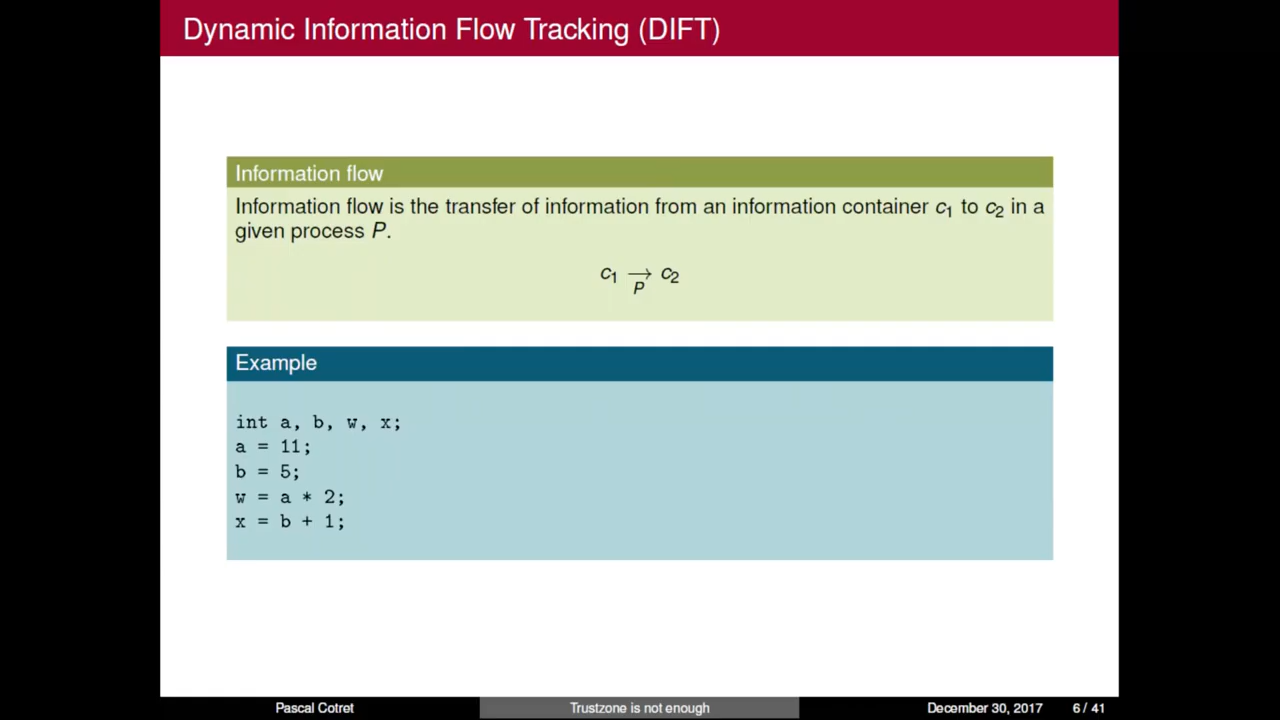 Dynamic Information Flow Tracking (DIFT)
Information flow
Information flow is the transfer of information from an information container c₁ to c₂ in a
given process P.
c₁ →P c₂
Example
int a, b, w, x;
a = 11;
b = 5;
w = a * 2;
x = b + 1;
Pascal Cotret Trustzone is not enough December 30, 2017 6 / 41